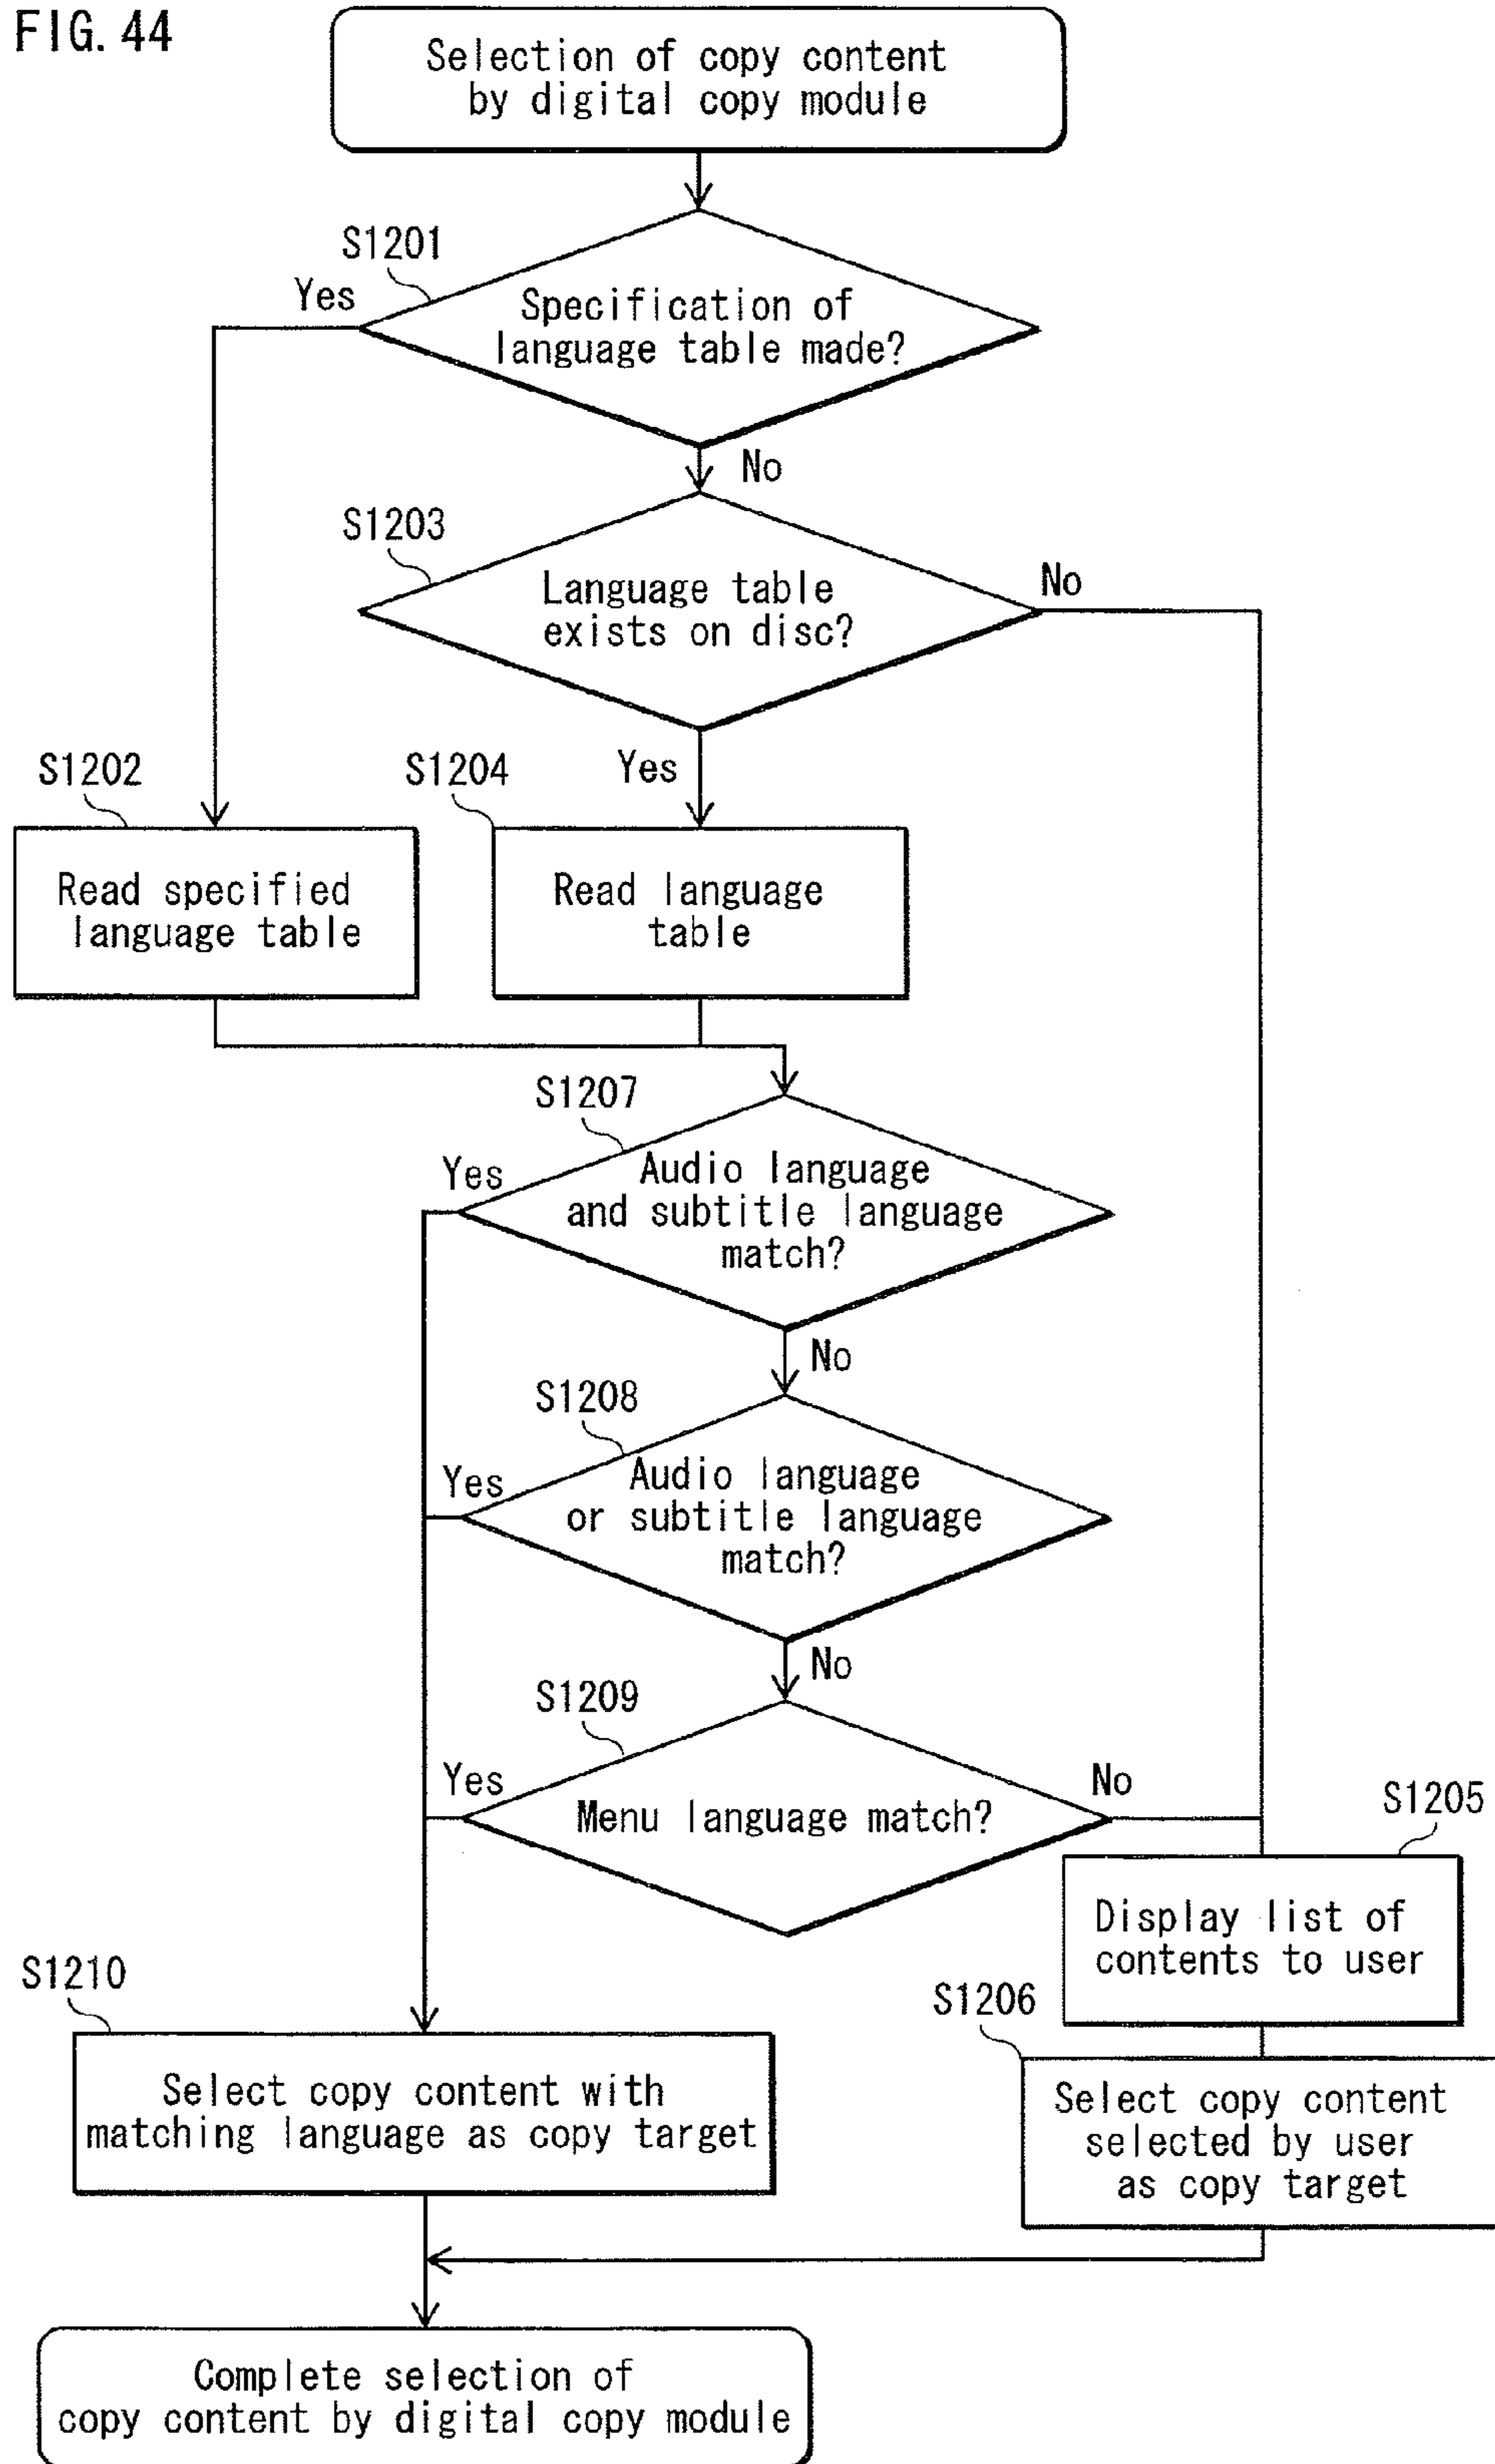 FIG. 44
Selection of copy content
by digital copy module
S1201
Yes
Specification of
language table made?
No
S1203
Language table
exists on disc?
No
S1202
S1204
Yes
Read specified
language table
Read language
table
S1207
Yes
Audio language
and subtitle language
match?
No
S1208
Yes
Audio language
or subtitle language
match?
No
S1209
Yes
Menu language match?
No
S1205
Display list of
contents to user
S1210
S1206
Select copy content with
matching language as copy target
Select copy content
selected by user
as copy target
Complete selection of
copy content by digital copy module